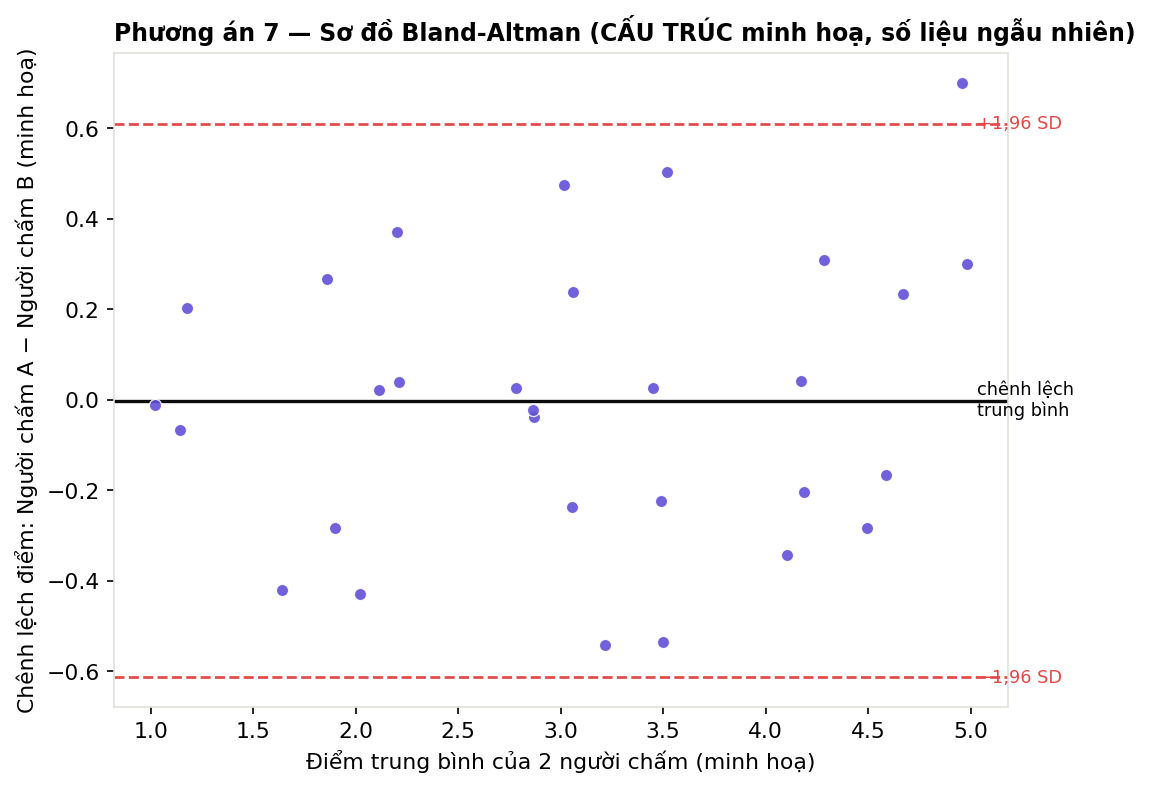 Phương án 7 — Sơ đồ Bland-Altman (CẤU TRÚC minh hoạ, số liệu ngẫu nhiên)
Chênh lệch điểm: Người chấm A − Người chấm B (minh hoạ)
0.6
0.4
0.2
0.0
−0.2
−0.4
−0.6
+1,96 SD
chênh lệch
trung bình
−1,96 SD
1.0 1.5 2.0 2.5 3.0 3.5 4.0 4.5 5.0
Điểm trung bình của 2 người chấm (minh hoạ)